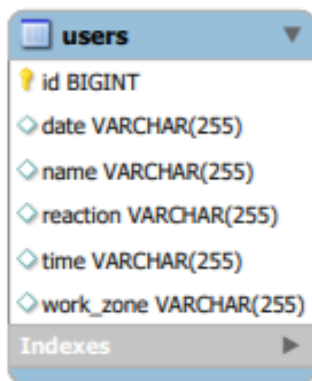 users
id BIGINT
date VARCHAR(255)
name VARCHAR(255)
reaction VARCHAR(255)
time VARCHAR(255)
work_zone VARCHAR(255)
Indexes